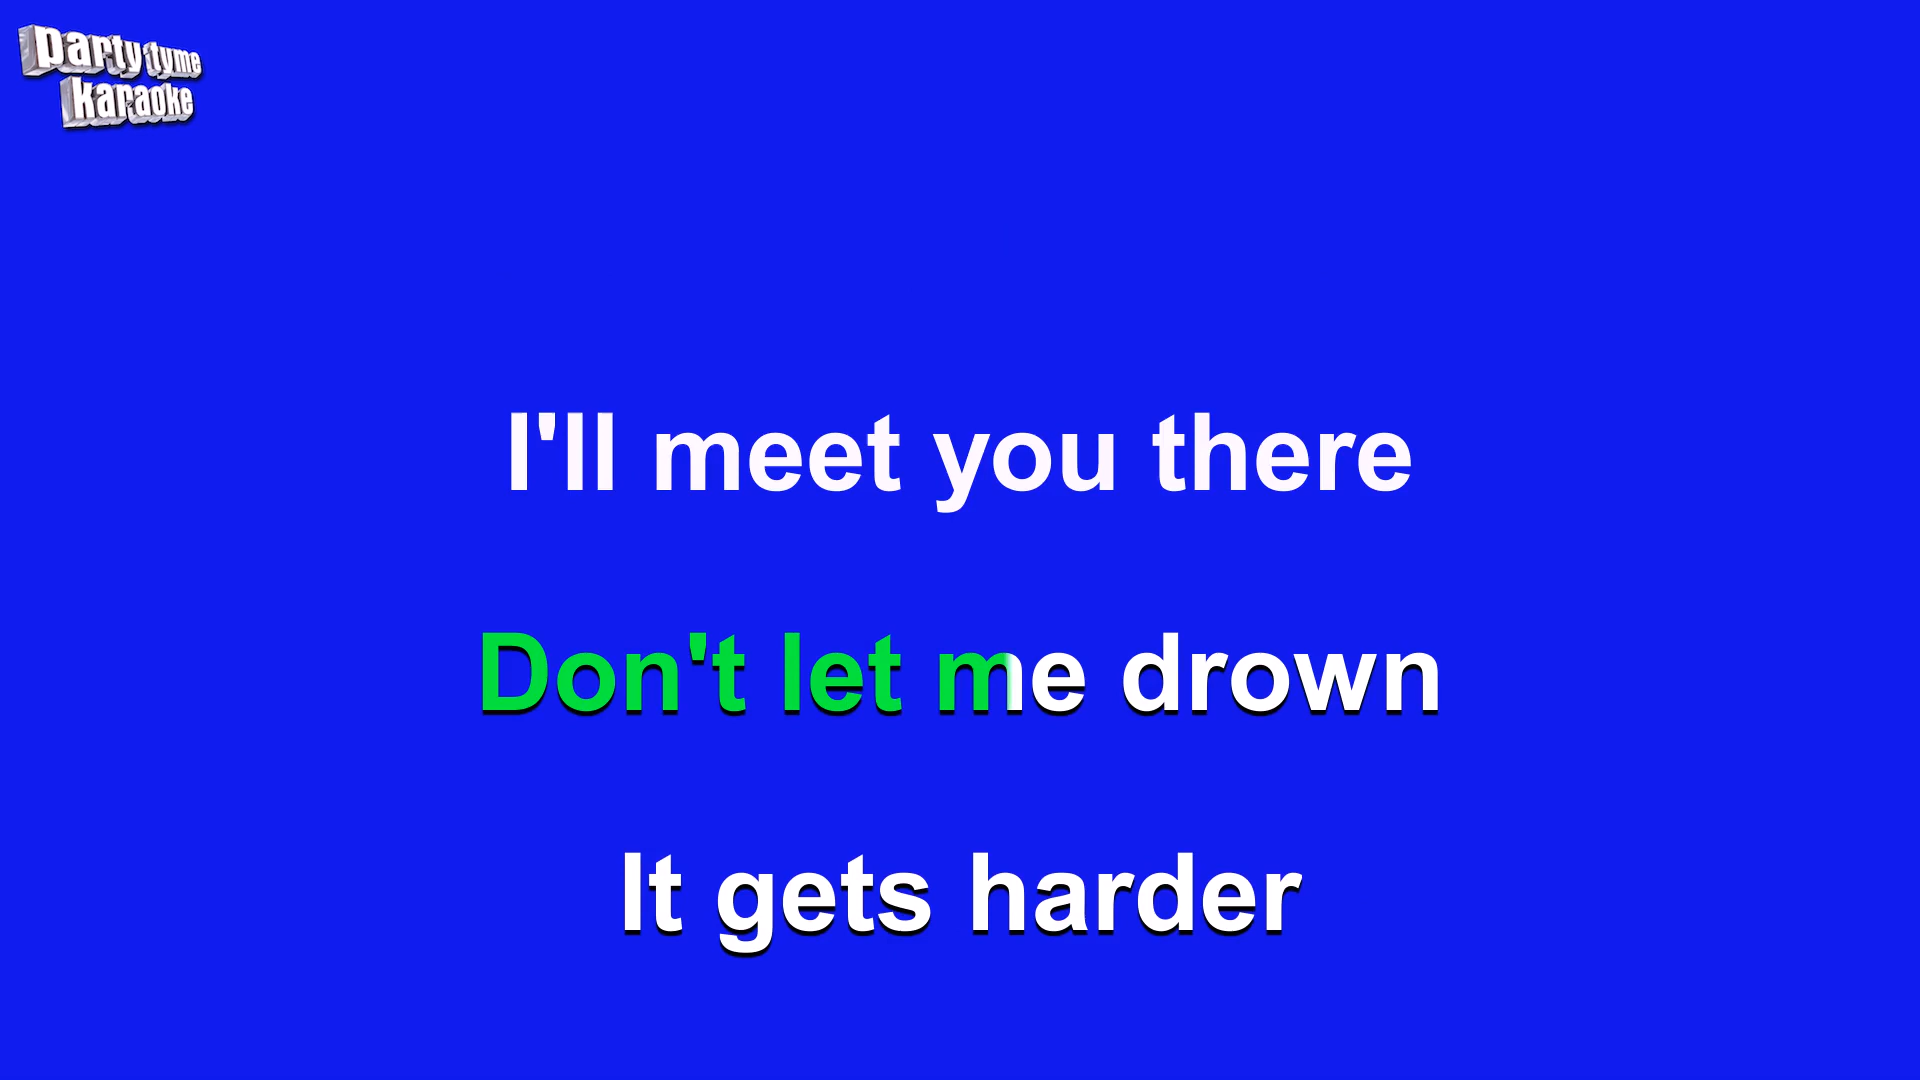 party tyme
karaoke
I'll meet you there
Don't let me drown
It gets harder